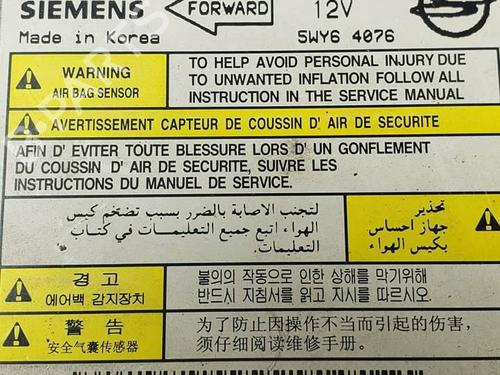 SIEMENS FORWARD 12V
Made in Korea 5WY6 4076
WARNING
AIR BAG SENSOR
TO HELP AVOID PERSONAL INJURY DUE
TO UNWANTED INFLATION FOLLOW ALL
INSTRUCTION IN THE SERVICE MANUAL
AVERTISSEMENT CAPTEUR DE COUSSIN D' AIR DE SECURITE
AFIN D' EVITER TOUTE BLESSURE LORS D' UN GONFLEMENT
DU COUSSIN D' AIR DE SECURITE, SUIVRE LES
INSTRUCTIONS DU MANUEL DE SERVICE.
تحذير
جهاز احساس
بكيس الهواء
لتجنب الاصابة بالضرر بسبب تضخم كيس
الهواء اتبع جميع التعليمات في كتاب
التعليمات.
경 고
에어백 감지장치
불의의 작동으로 인한 상해를 막기위해
반드시 지침서를 읽고 지시를 따르시오.
警 告
安全气囊传感器
为了防止因操作不当而引起的伤害,
须仔细阅读维修手册.